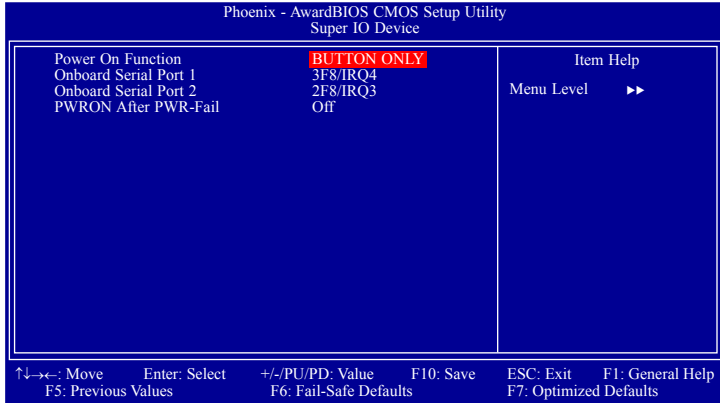 Phoenix - AwardBIOS CMOS Setup Utility
Super IO Device
Power On Function BUTTON ONLY
Onboard Serial Port 1 3F8/IRQ4
Onboard Serial Port 2 2F8/IRQ3
PWRON After PWR-Fail Off
Item Help
Menu Level ▶▶
↑↓→←: Move Enter: Select +/-/PU/PD: Value F10: Save ESC: Exit F1: General Help
F5: Previous Values F6: Fail-Safe Defaults F7: Optimized Defaults